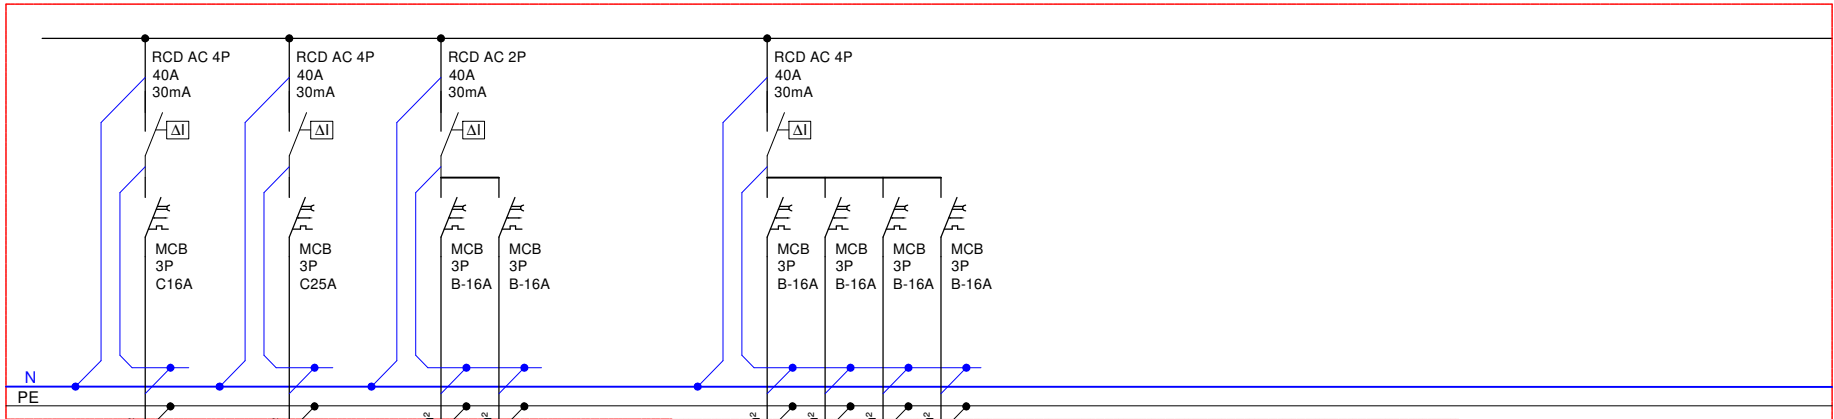 RCD AC 4P
40A
30mA
ΔI
MCB
3P
C16A
RCD AC 4P
40A
30mA
ΔI
MCB
3P
C25A
RCD AC 2P
40A
30mA
ΔI
MCB
3P
B-16A
MCB
3P
B-16A
RCD AC 4P
40A
30mA
ΔI
MCB
3P
B-16A
MCB
3P
B-16A
MCB
3P
B-16A
MCB
3P
B-16A
N
PE